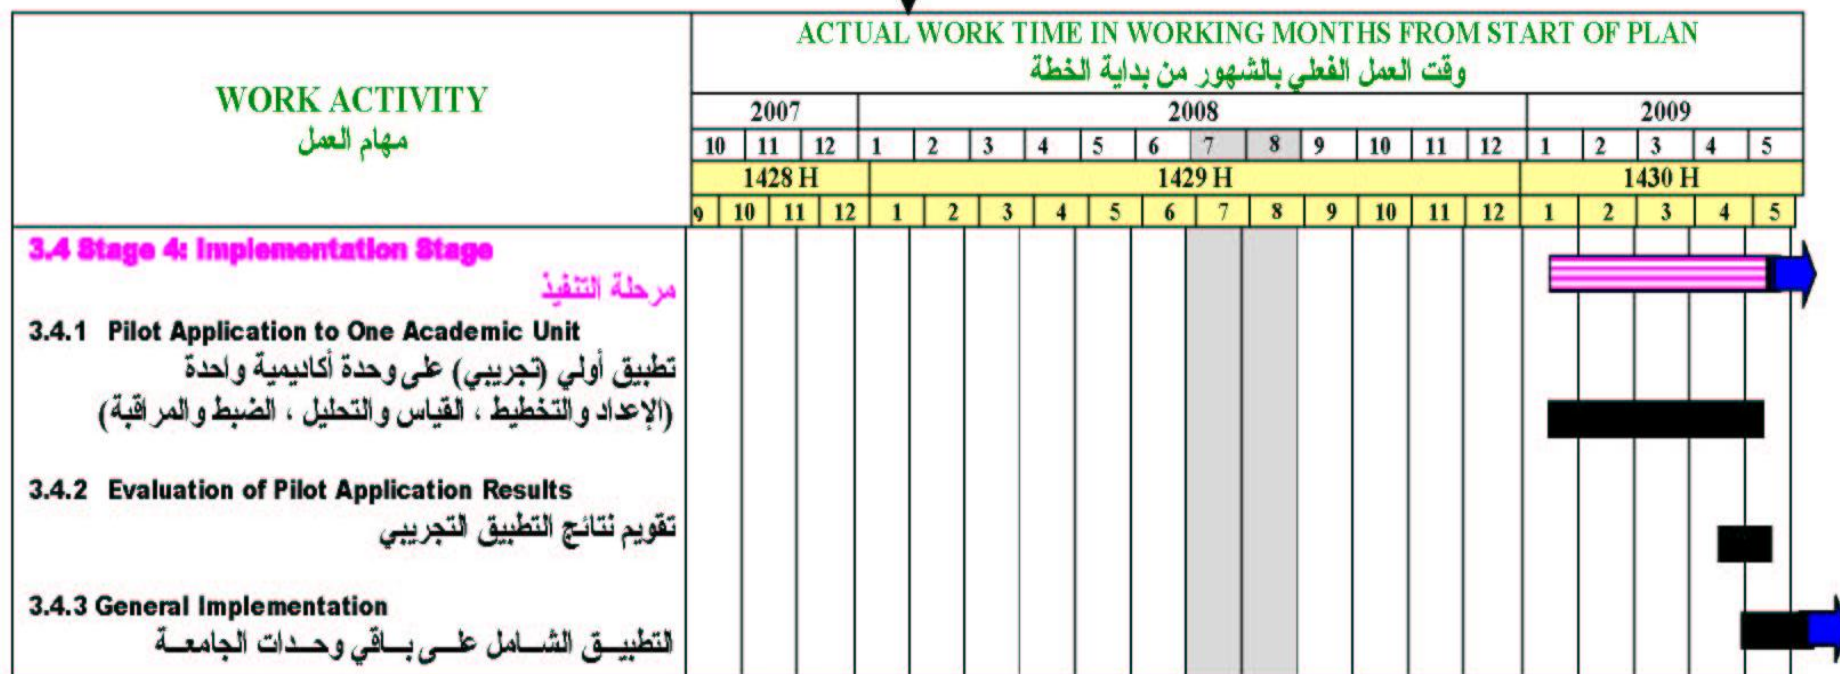 WORK ACTIVITY
مهام العمل
ACTUAL WORK TIME IN WORKING MONTHS FROM START OF PLAN
وقت العمل الفعلي بالشهور من بداية الخطة
2007 2008 2009
10 11 12 1 2 3 4 5 6 7 8 9 10 11 12 1 2 3 4 5
1428 H 1429 H 1430 H
9 10 11 12 1 2 3 4 5 6 7 8 9 10 11 12 1 2 3 4 5
3.4 Stage 4: Implementation Stage
مرحلة التنفيذ
3.4.1 Pilot Application to One Academic Unit
تطبيق أولي (تجريبي) على وحدة أكاديمية واحدة
(الإعداد والتخطيط ، القياس والتحليل ، الضبط والمراقبة)
3.4.2 Evaluation of Pilot Application Results
تقويم نتائج التطبيق التجريبي
3.4.3 General Implementation
التطبيـق الشـامل علـى بـاقي وحـدات الجامعـة